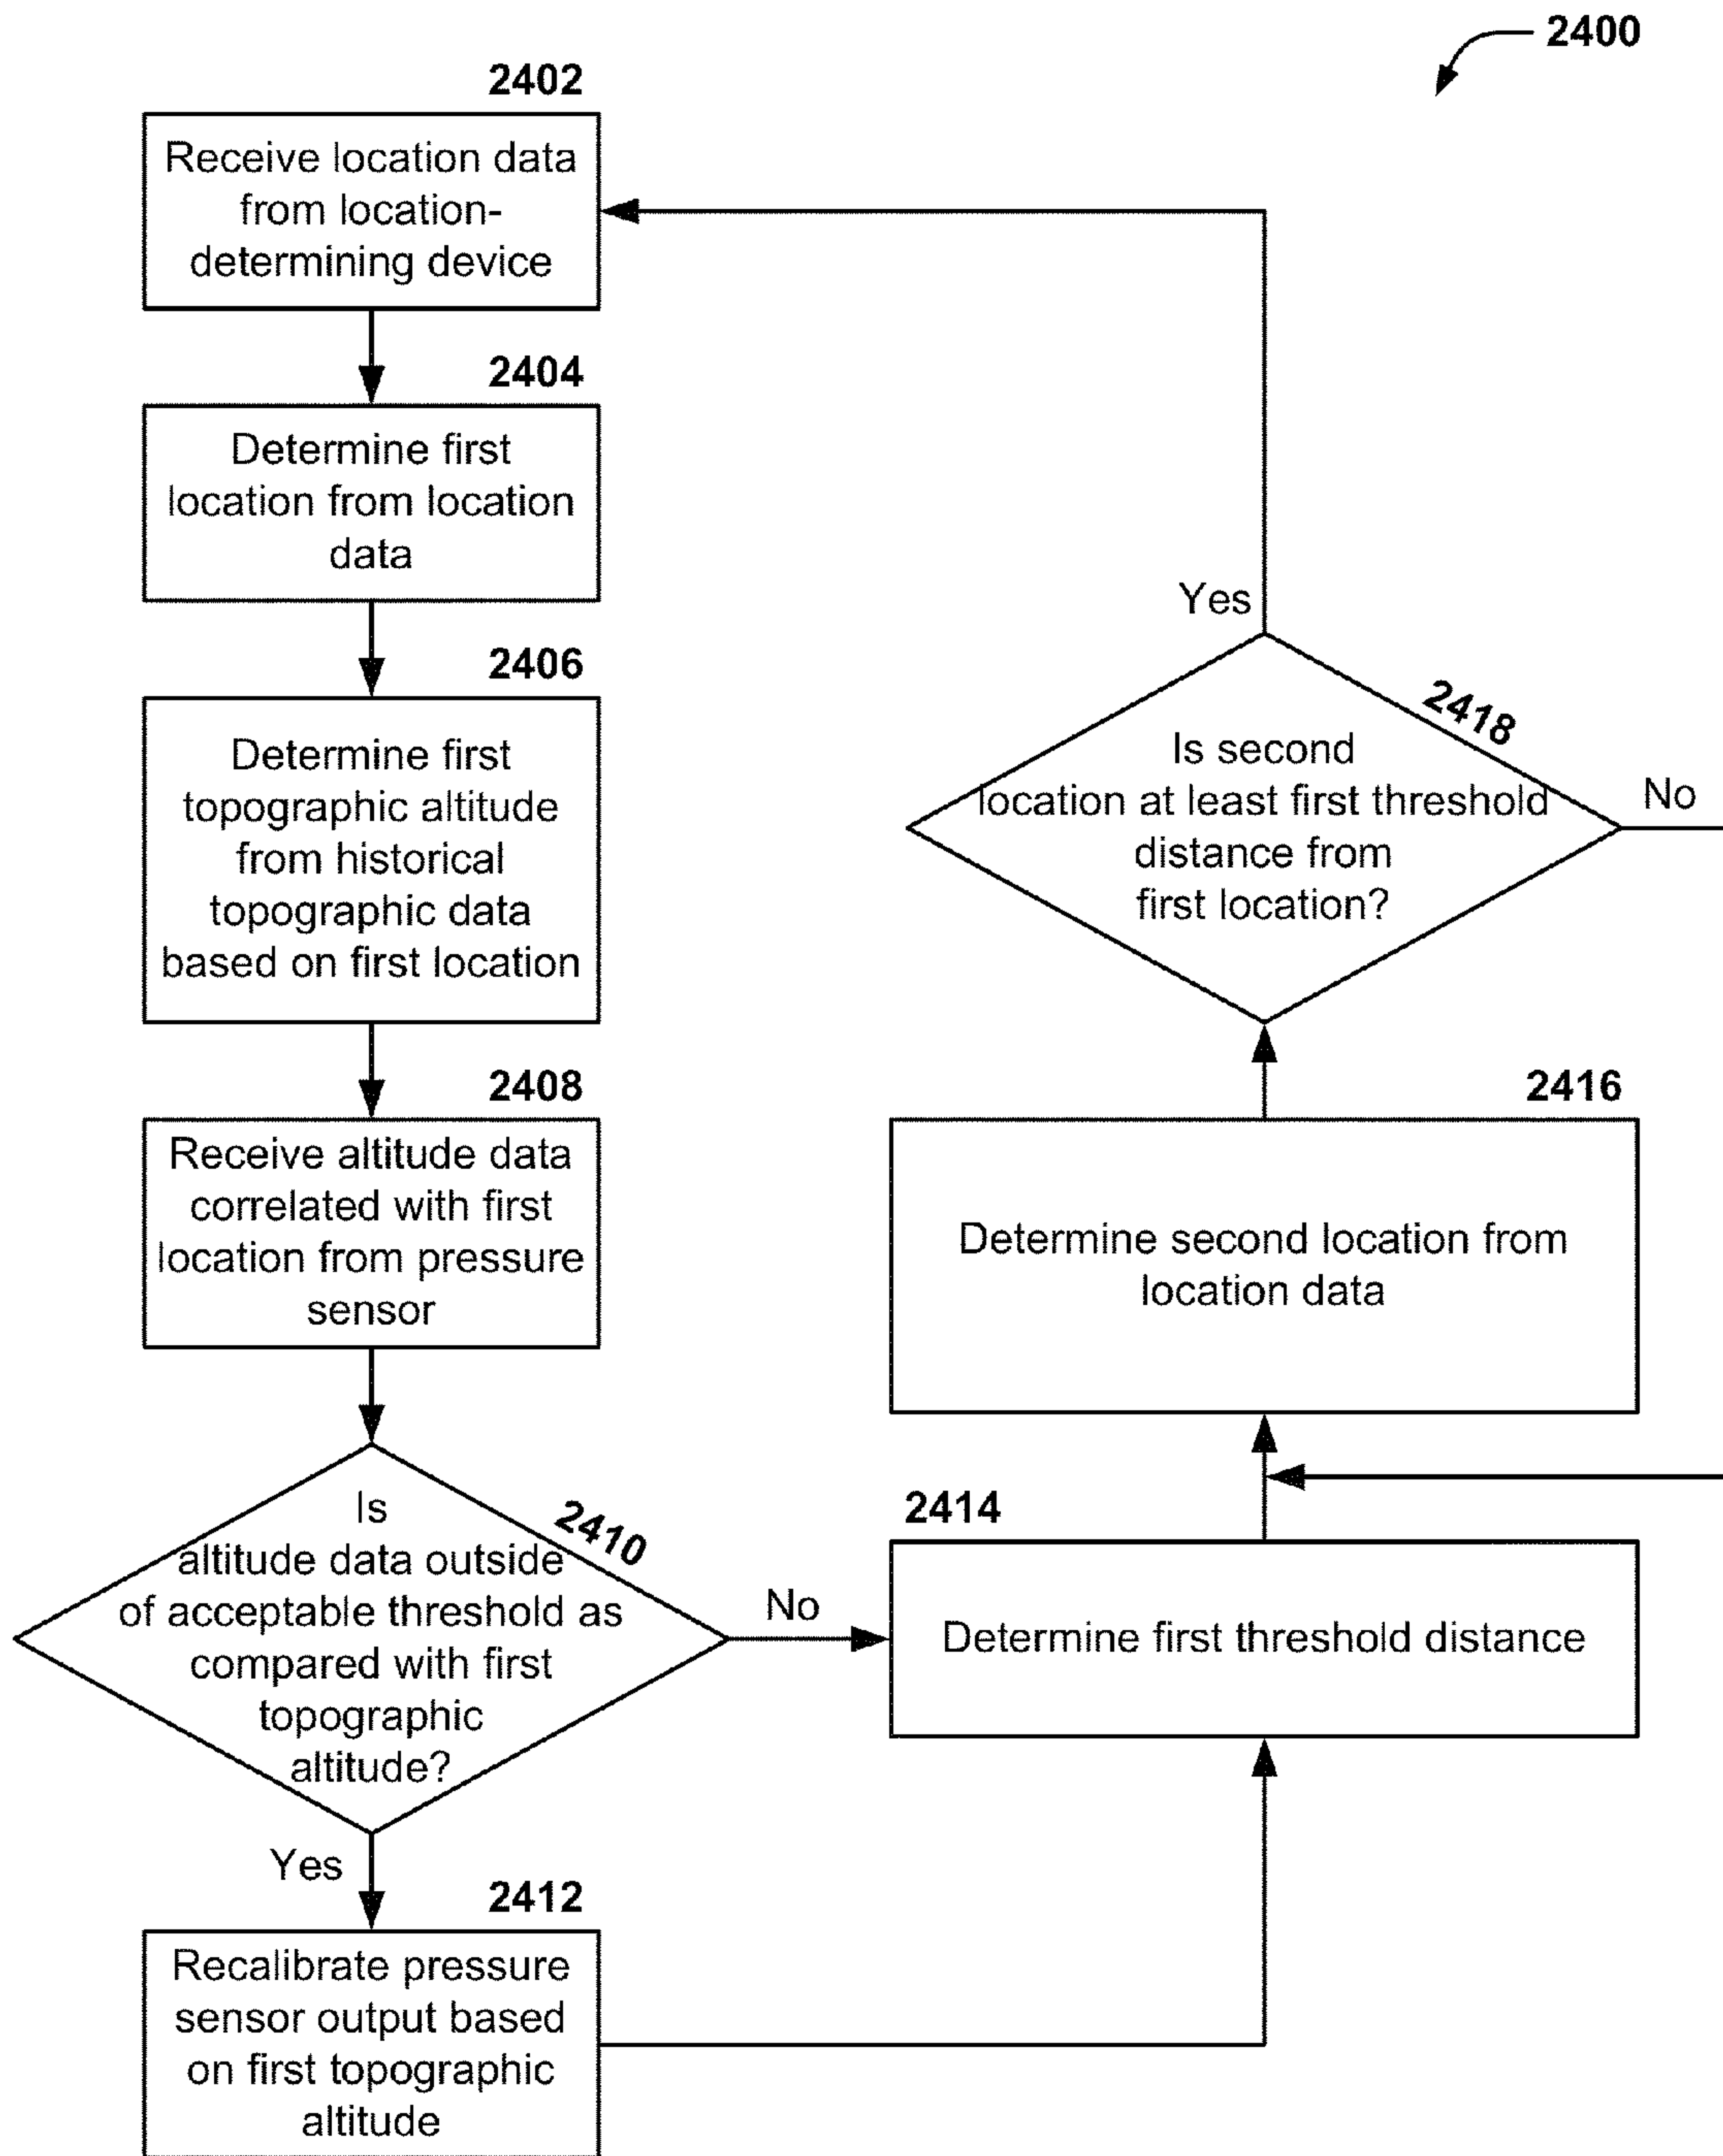 2400
2402
Receive location data
from location-
determining device
2404
Determine first
location from location
data
2406
Determine first
topographic altitude
from historical
topographic data
based on first location
2408
Receive altitude data
correlated with first
location from pressure
sensor
2410
Is
altitude data outside
of acceptable threshold as
compared with first
topographic
altitude?
No
Yes
2412
Recalibrate pressure
sensor output based
on first topographic
altitude
2414
Determine first threshold distance
2416
Determine second location from
location data
2418
Is second
location at least first threshold
distance from
first location?
Yes
No